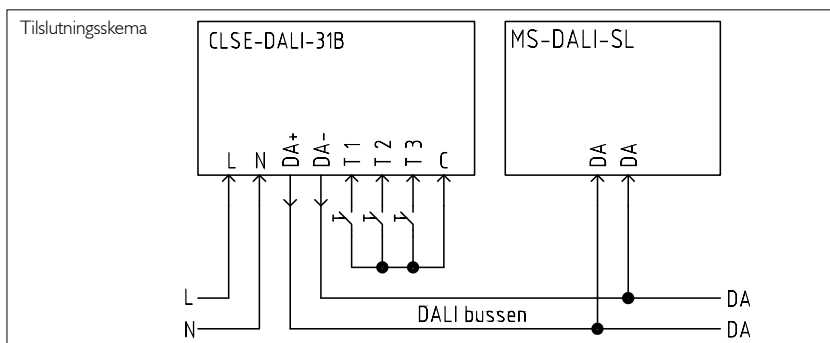 Tilslutningsskema
CLSE-DALI-31B
MS-DALI-SL
L N DA+ DA- T1 T2 T3 C
DA DA
L
DA
N
DALI bussen
DA